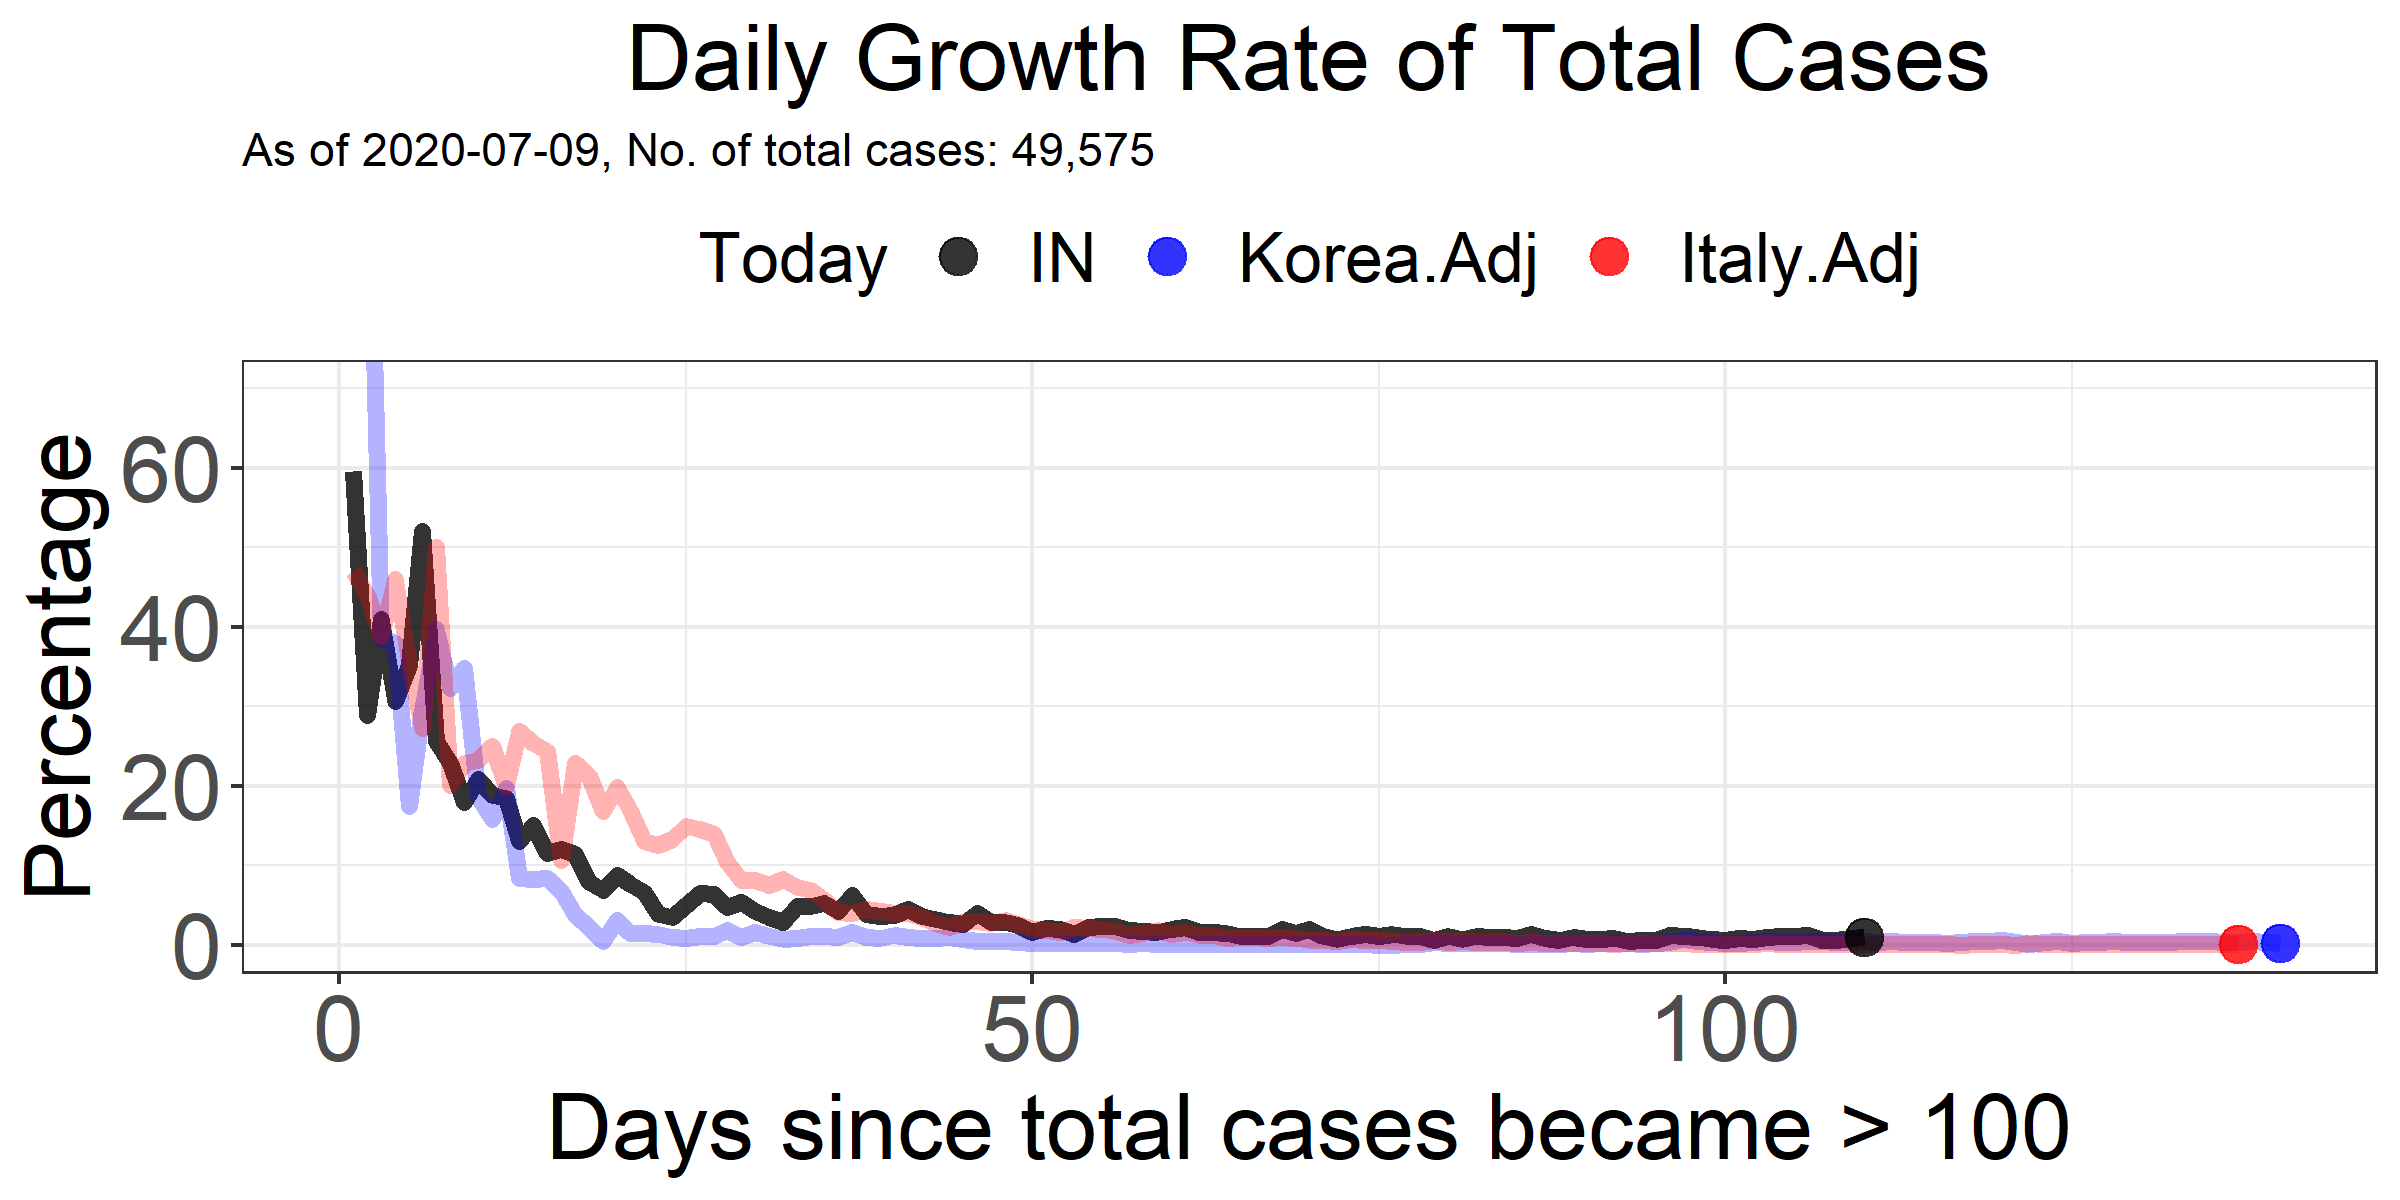 Daily Growth Rate of Total Cases
As of 2020-07-09, No. of total cases: 49,575
Today IN Korea.Adj Italy.Adj
Percentage
60
40
20
0
0 50 100
Days since total cases became > 100